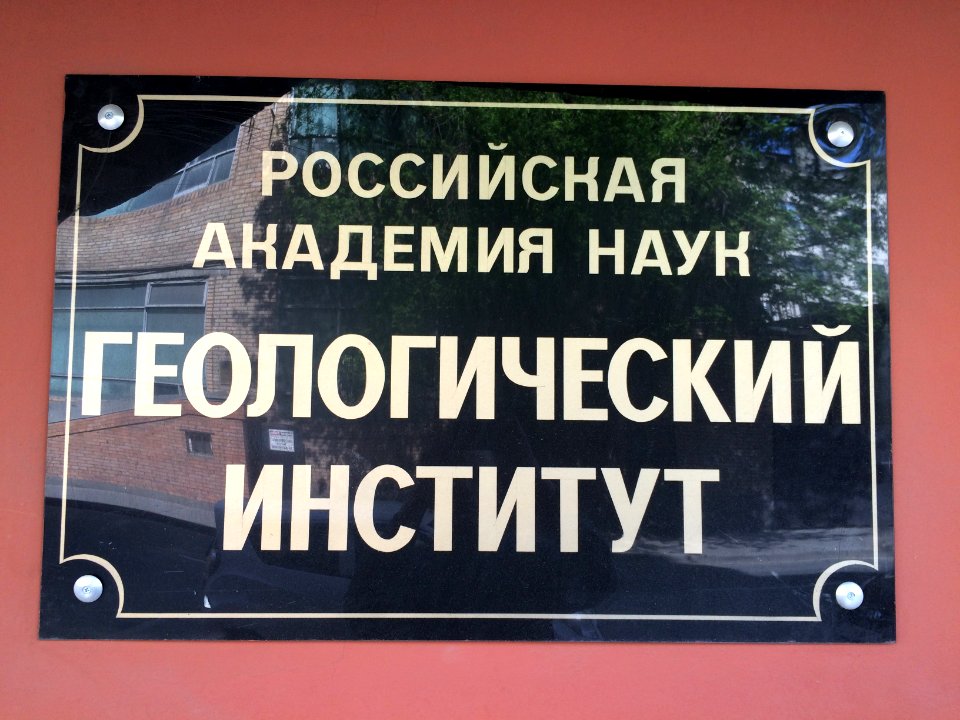 РОССИЙСКАЯ
АКАДЕМИЯ НАУК
ГЕОЛОГИЧЕСКИЙ
ИНСТИТУТ